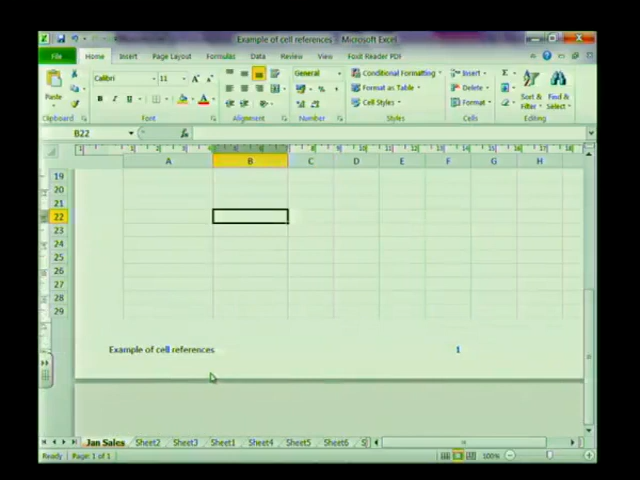 Example of cell references - Microsoft Excel
File Home Insert Page Layout Formulas Data Review View Foxit Reader PDF
Paste
Calibri 11
General
Conditional Formatting
Format as Table
Cell Styles
Insert
Delete
Format
Sort & Filter
Find & Select
Clipboard Font Alignment Number Styles Cells Editing
B22 fx
A B C D E F G H
19
20
21
22
23
24
25
26
27
28
29
Example of cell references 1
Jan Sales Sheet2 Sheet3 Sheet1 Sheet4 Sheet5 Sheet6
Ready Page 1 of 1 100%